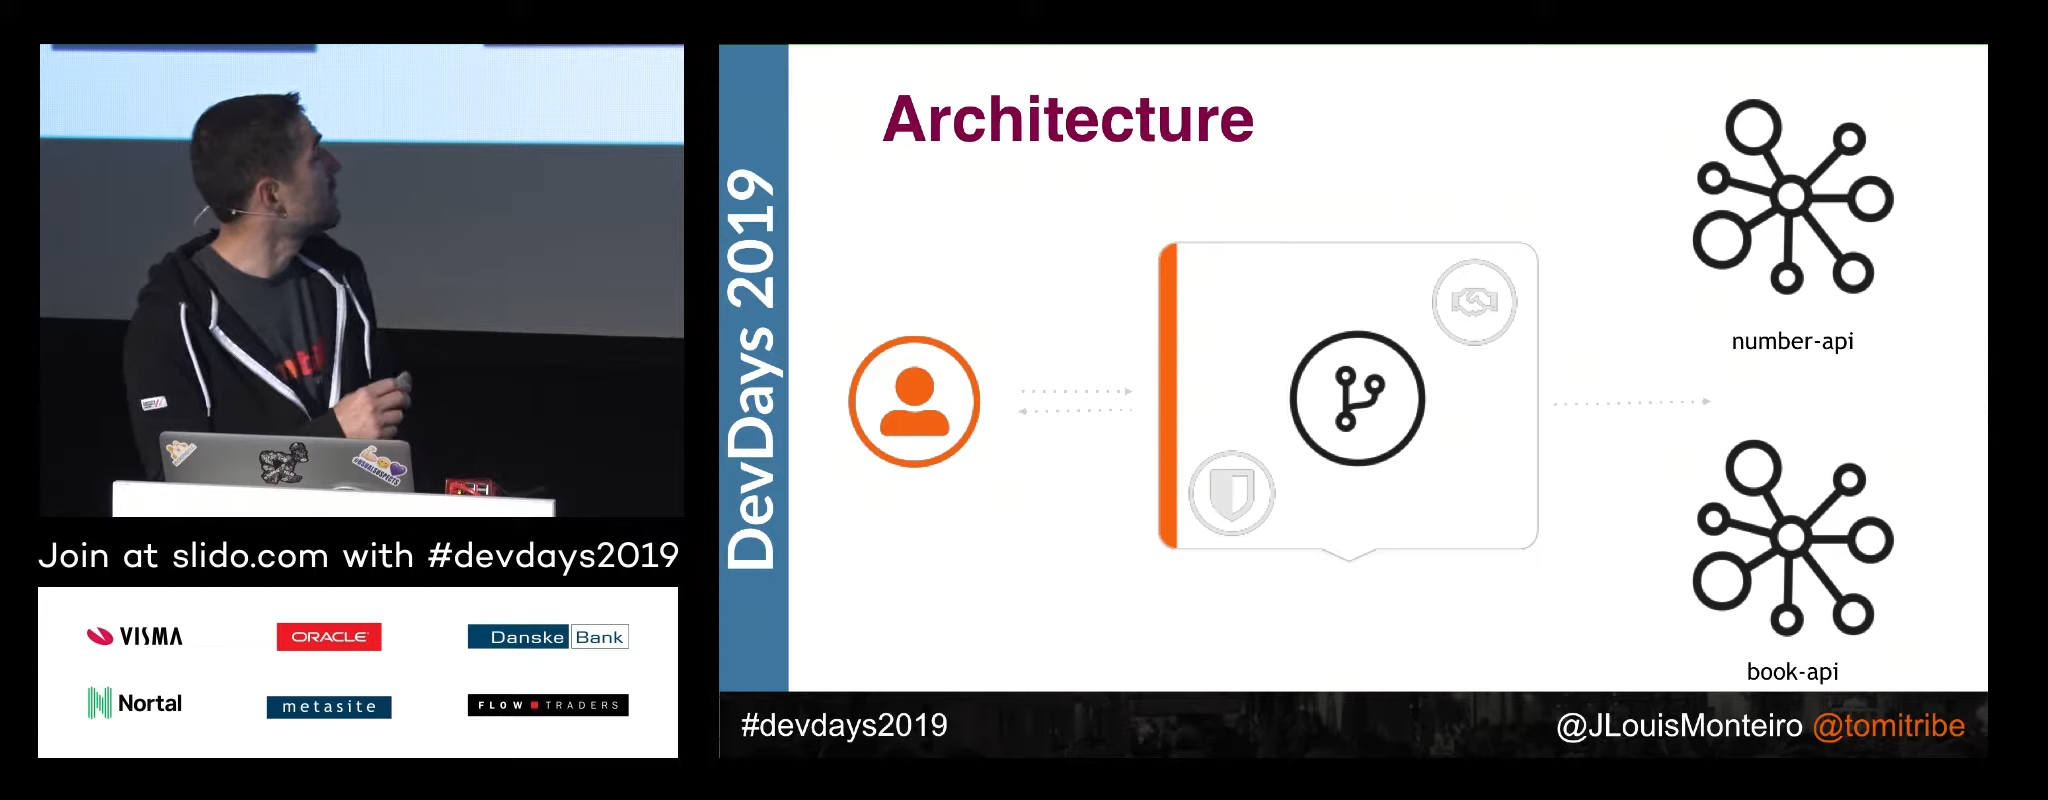 Join at slido.com with #devdays2019
VISMA
ORACLE
Danske Bank
Nortal
metasite
FLOW TRADERS
DevDays 2019
Architecture
number-api
book-api
#devdays2019
@JLouisMonteiro @tomitribe